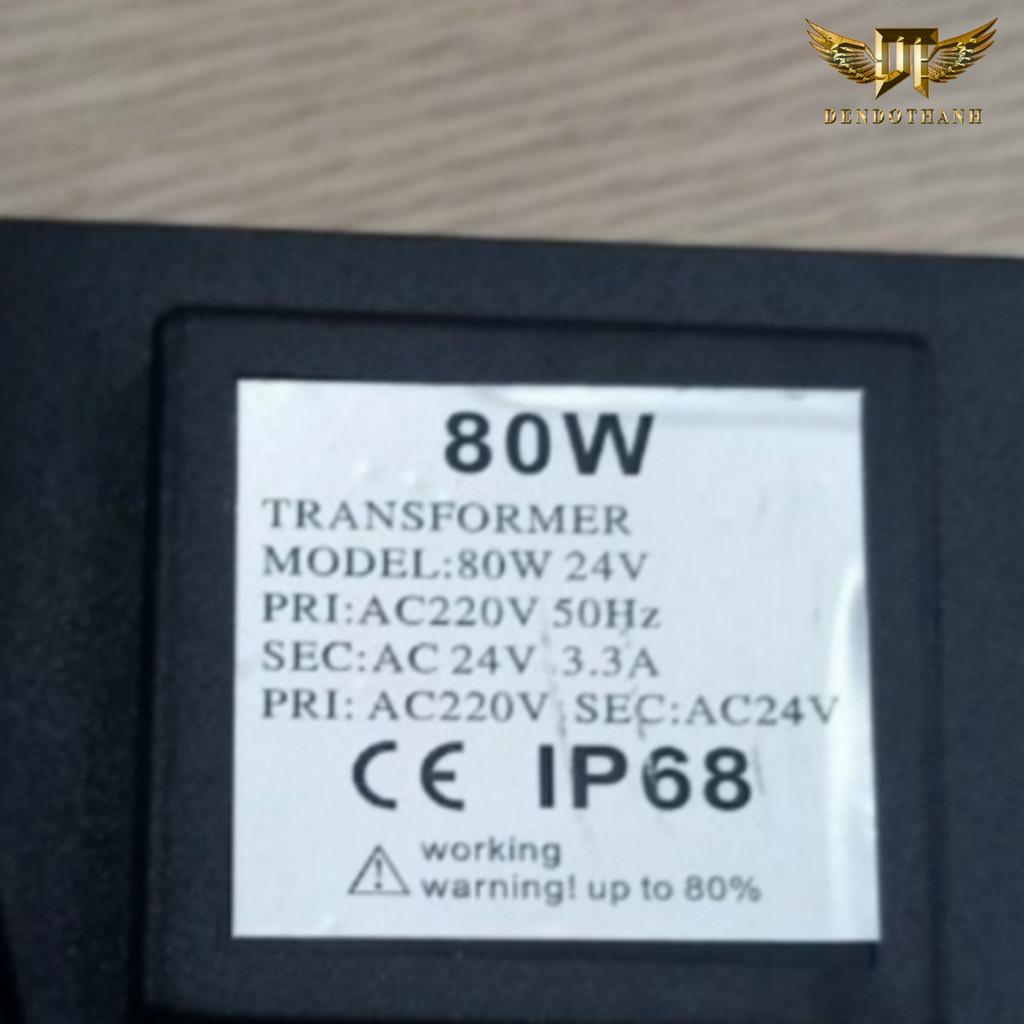 DENDOTHANH
80W
TRANSFORMER
MODEL:80W 24V
PRI:AC220V 50Hz
SEC:AC 24V 3.3A
PRI: AC220V SEC:AC24V
CE IP68
working
warning! up to 80%